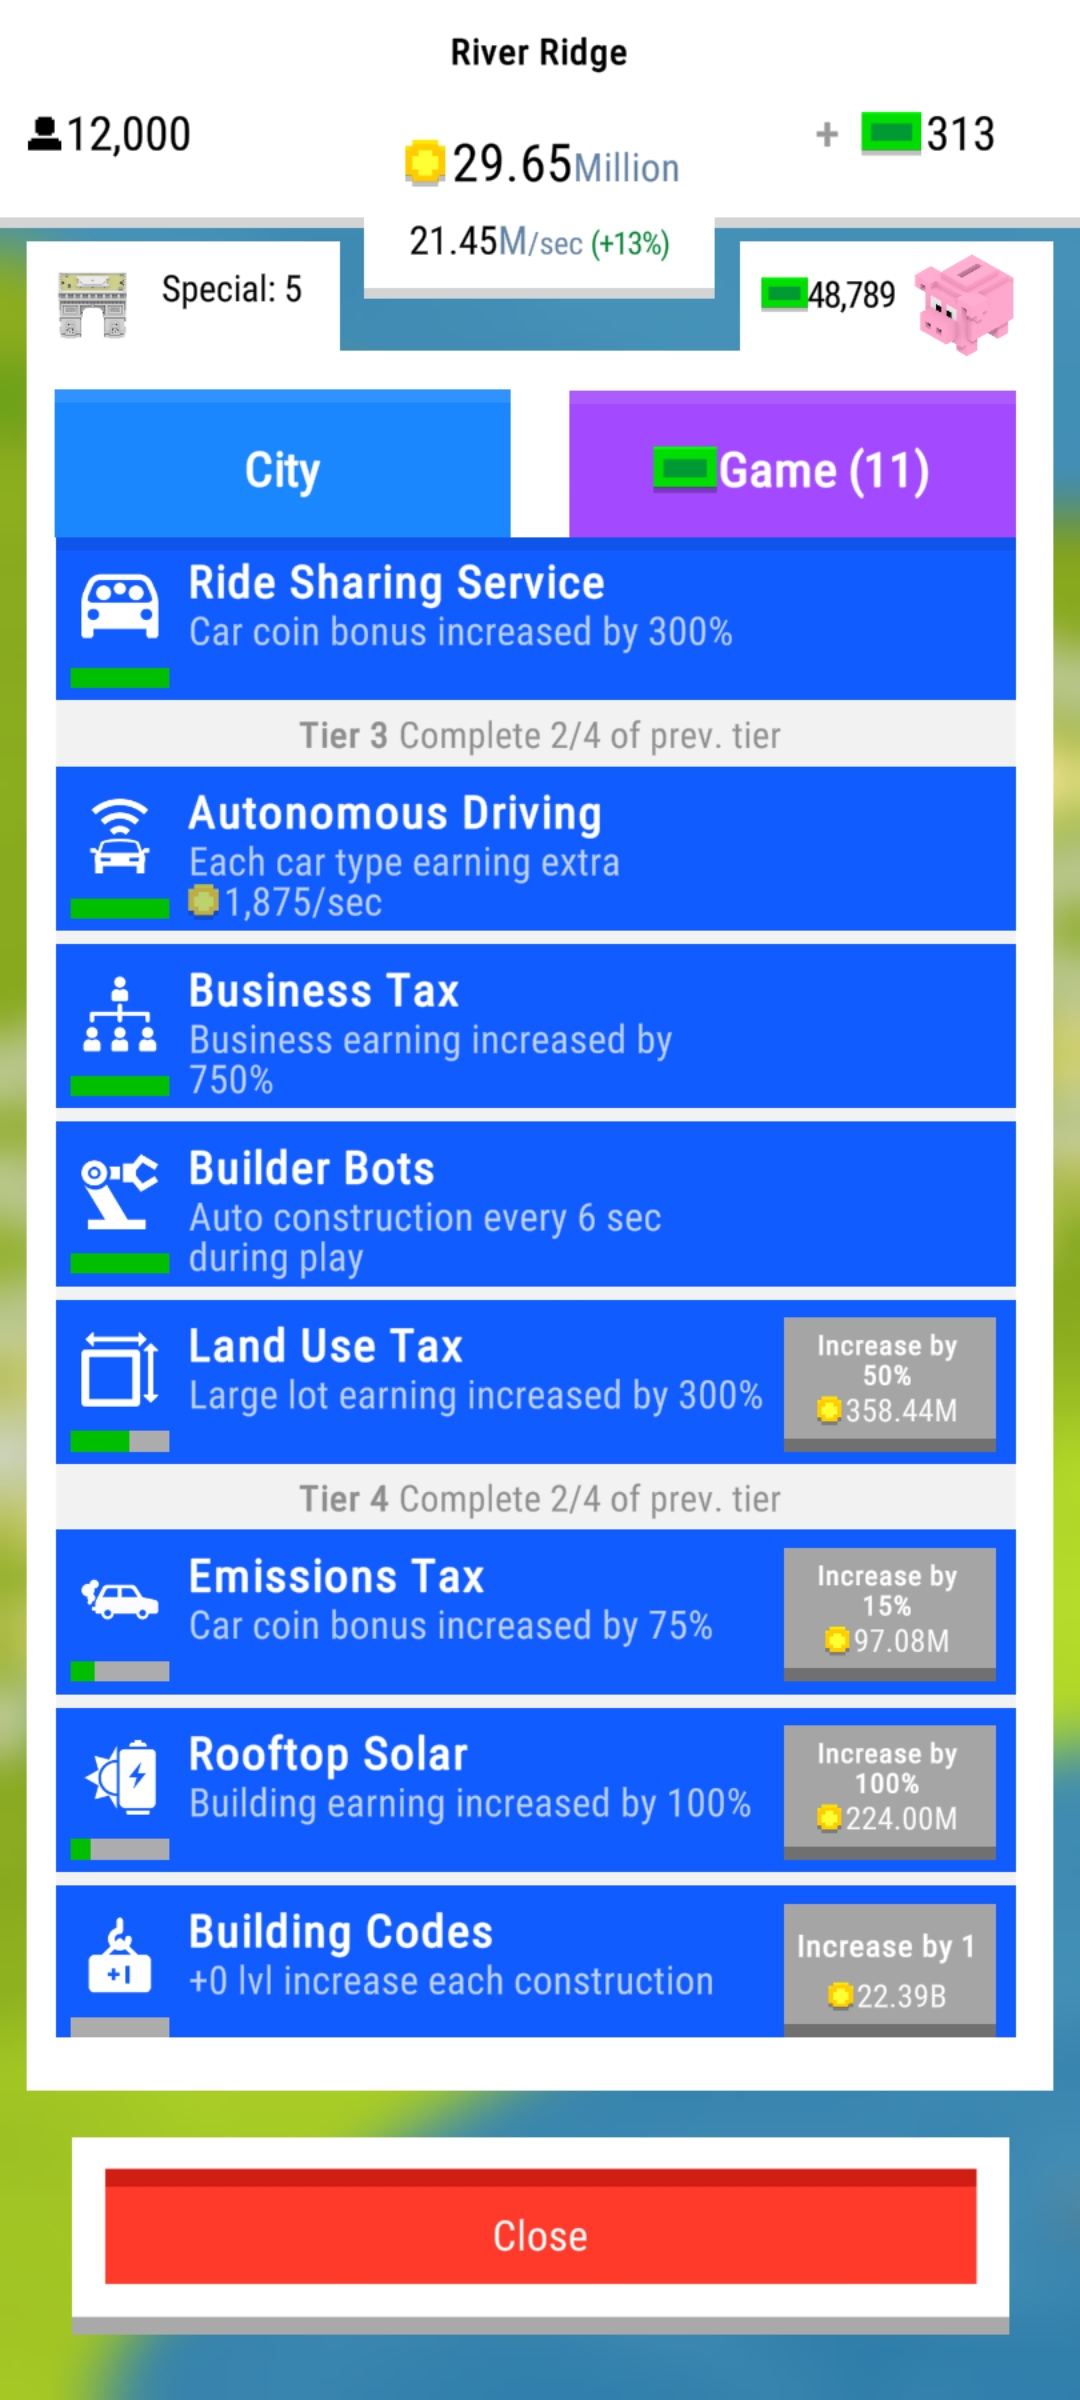 River Ridge
12,000
29.65Million
+ 313
21.45M/sec (+13%)
Special: 5
48,789
City
Game (11)
Ride Sharing Service
Car coin bonus increased by 300%
Tier 3 Complete 2/4 of prev. tier
Autonomous Driving
Each car type earning extra
1,875/sec
Business Tax
Business earning increased by
750%
Builder Bots
Auto construction every 6 sec
during play
Land Use Tax
Large lot earning increased by 300%
Increase by
50%
358.44M
Tier 4 Complete 2/4 of prev. tier
Emissions Tax
Car coin bonus increased by 75%
Increase by
15%
97.08M
Rooftop Solar
Building earning increased by 100%
Increase by
100%
224.00M
Building Codes
+0 lvl increase each construction
+1
Increase by 1
22.39B
Close